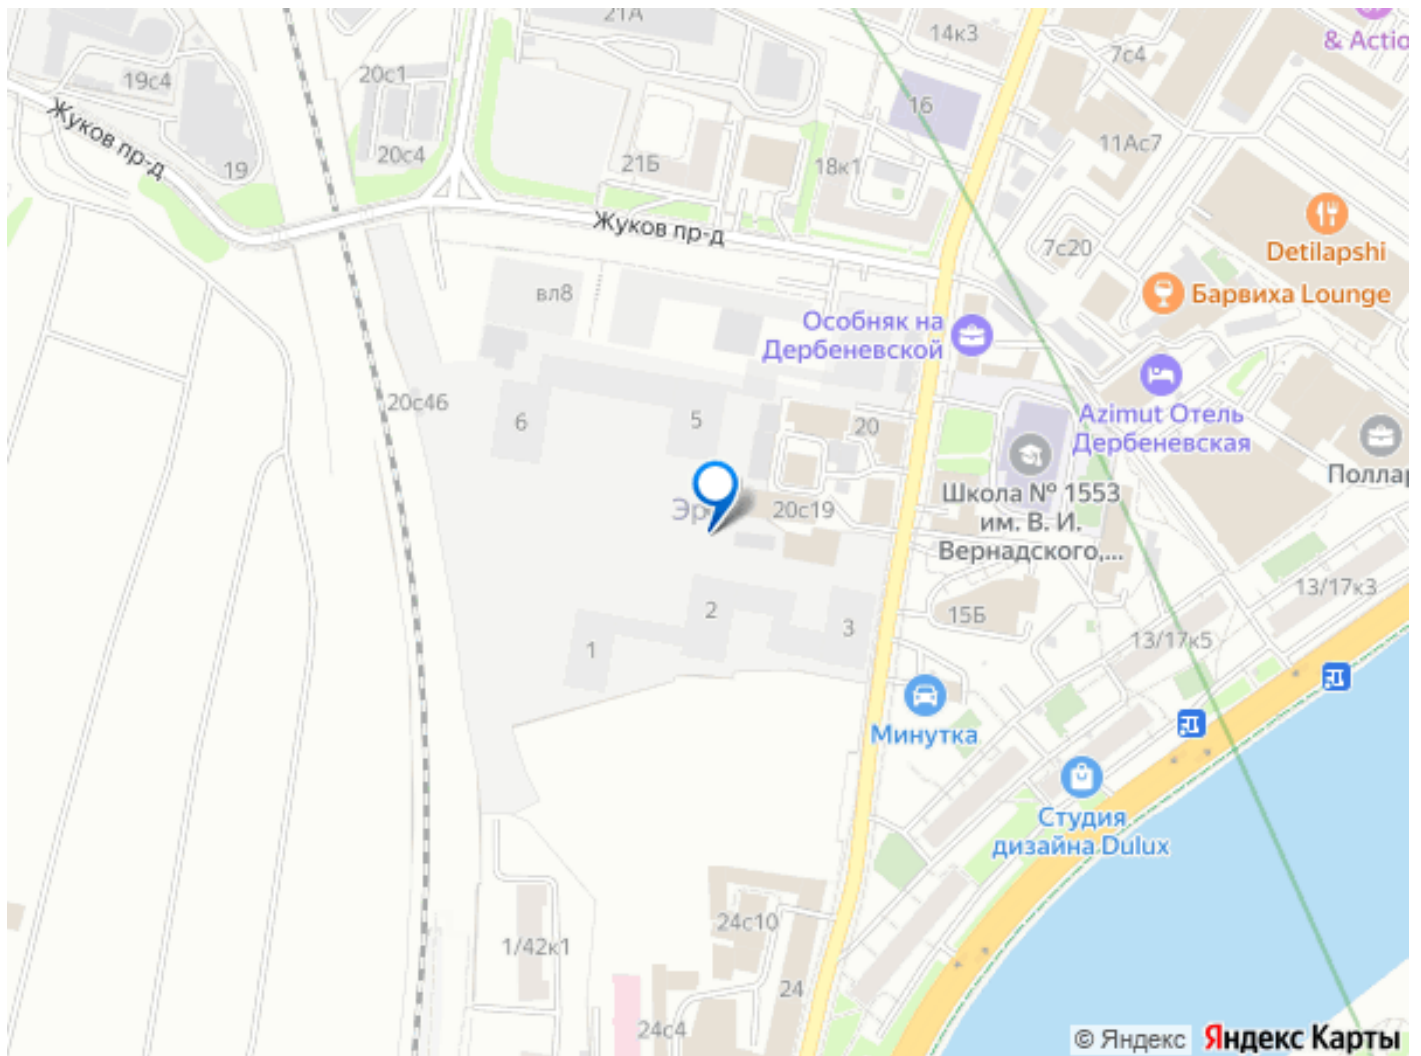 21А
14к3
& Actio
7с4
20с1
19с4
16
11Ас7
Жуков пр-д
20с4
21Б
18к1
19
Жуков пр-д
7с20
Detilapshi
вл8
Барвиха Lounge
Особняк на
Дербеневской
20с46
6
5
20
Azimut Отель
Дербеневская
Поллар
Школа № 1553
им. В. И.
Вернадского,...
Эр
20с19
13/17к3
2
3
15Б
13/17к5
1
Минутка
Студия
дизайна Dulux
24с10
1/42к1
24
24с4
© Яндекс
Яндекс Карты